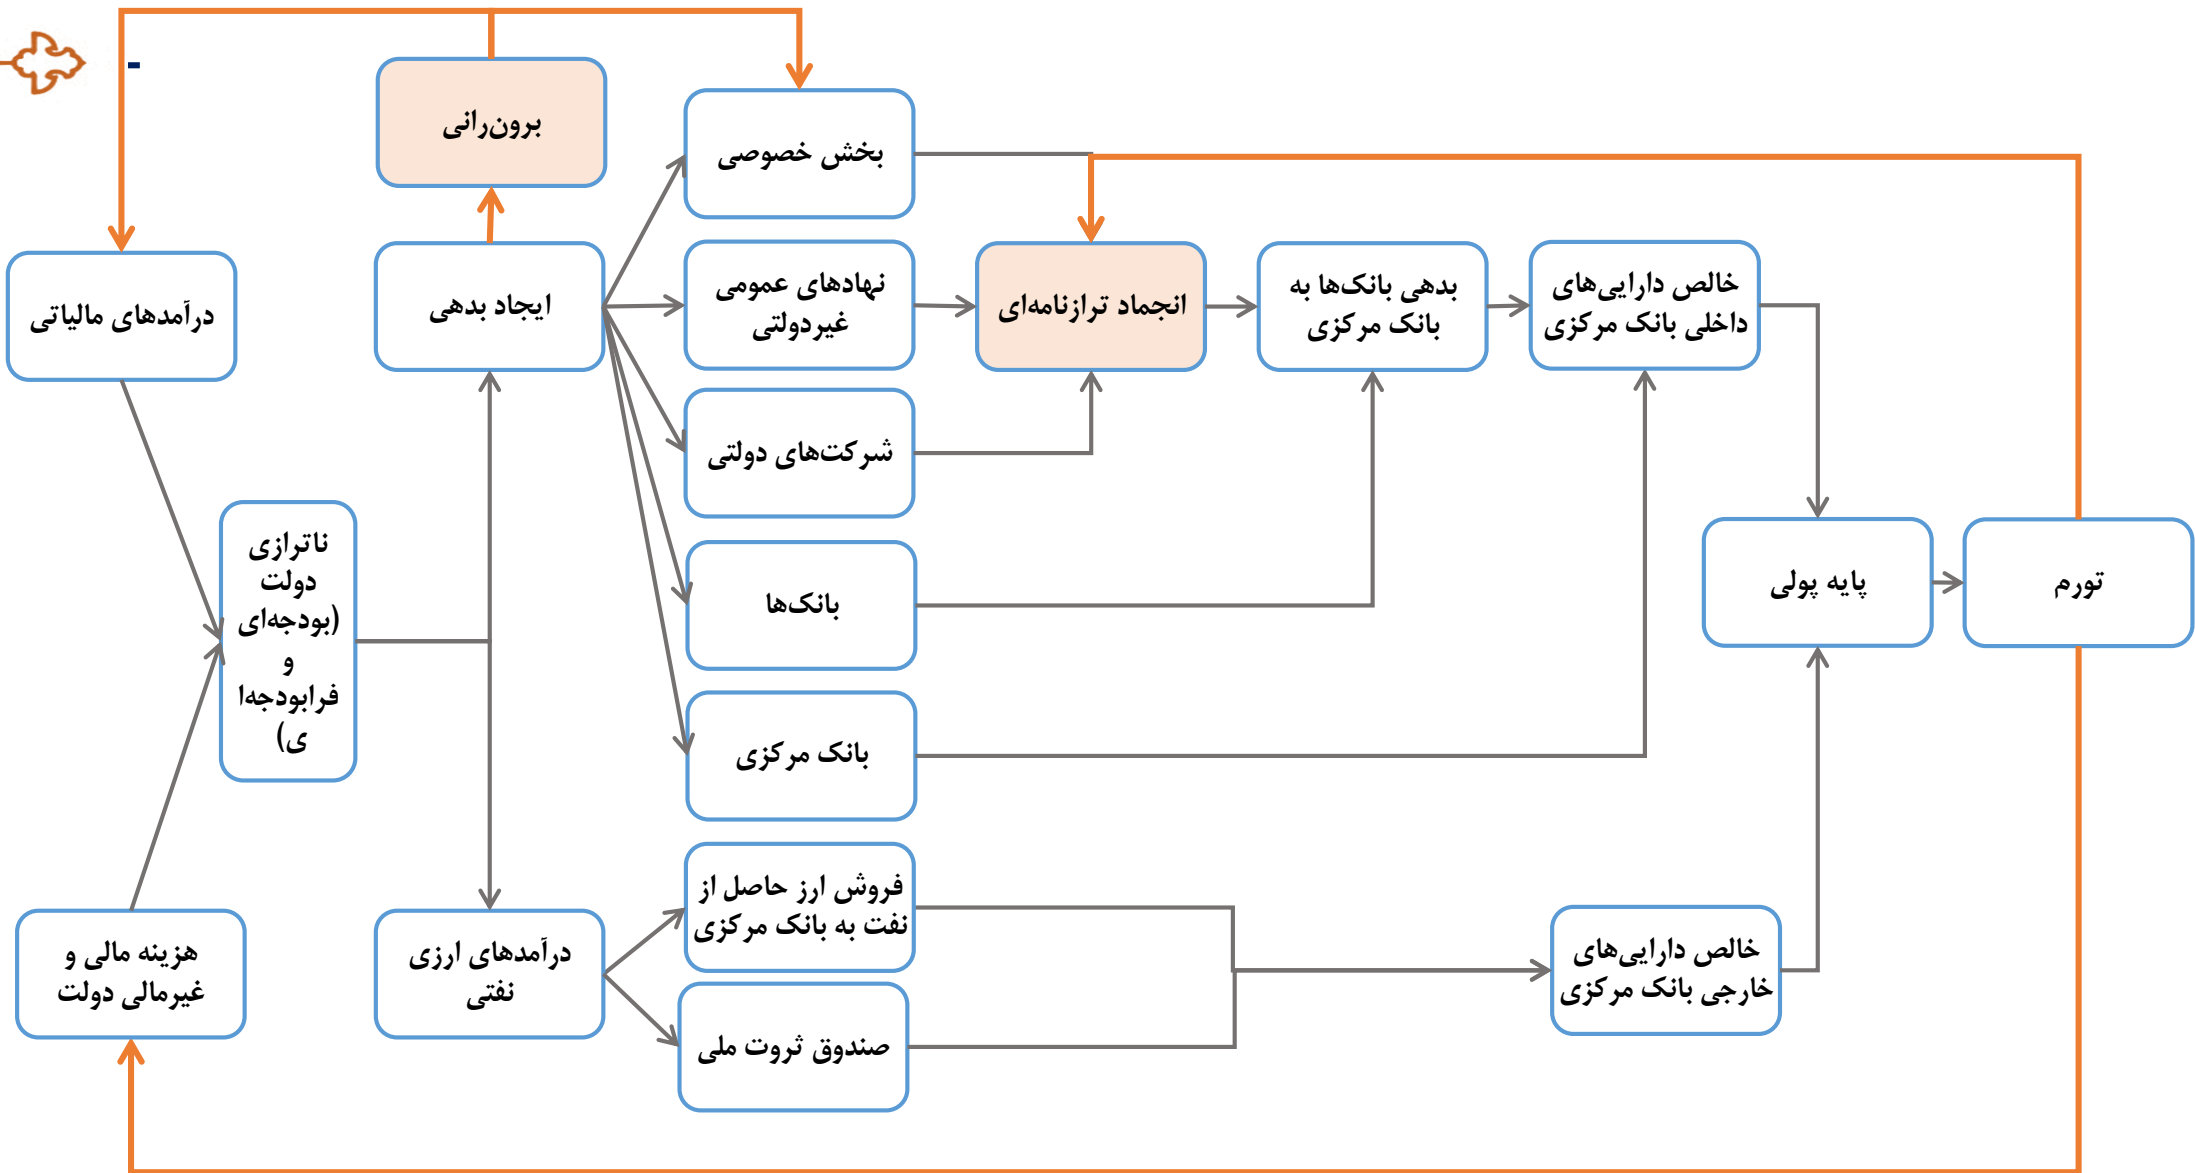 برون‌رانی
بخش خصوصی
درآمدهای مالیاتی
ایجاد بدهی
نهادهای عمومی
غیردولتی
انجماد ترازنامه‌ای
بدهی بانک‌ها به
بانک مرکزی
خالص دارایی‌های
داخلی بانک مرکزی
شرکت‌های دولتی
ناترازی
دولت
(بودجه‌ای
و
فرابودجه‌ا
ی)
بانک‌ها
پایه پولی
تورم
بانک مرکزی
هزینه مالی و
غیرمالی دولت
درآمدهای ارزی
نفتی
فروش ارز حاصل از
نفت به بانک مرکزی
صندوق ثروت ملی
خالص دارایی‌های
خارجی بانک مرکزی